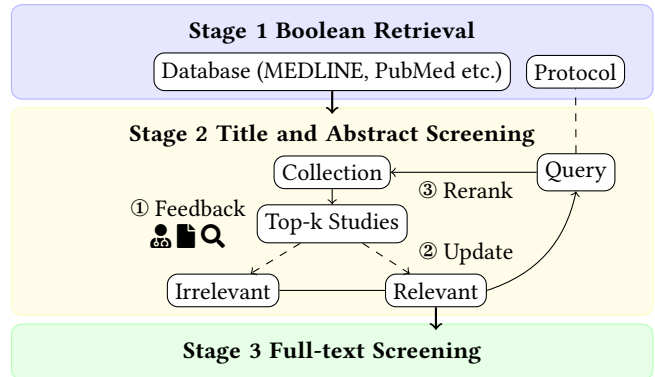 Stage 1 Boolean Retrieval
Database (MEDLINE, PubMed etc.)
Protocol
Stage 2 Title and Abstract Screening
Collection
Query
③ Rerank
① Feedback
Top-k Studies
② Update
Irrelevant
Relevant
Stage 3 Full-text Screening